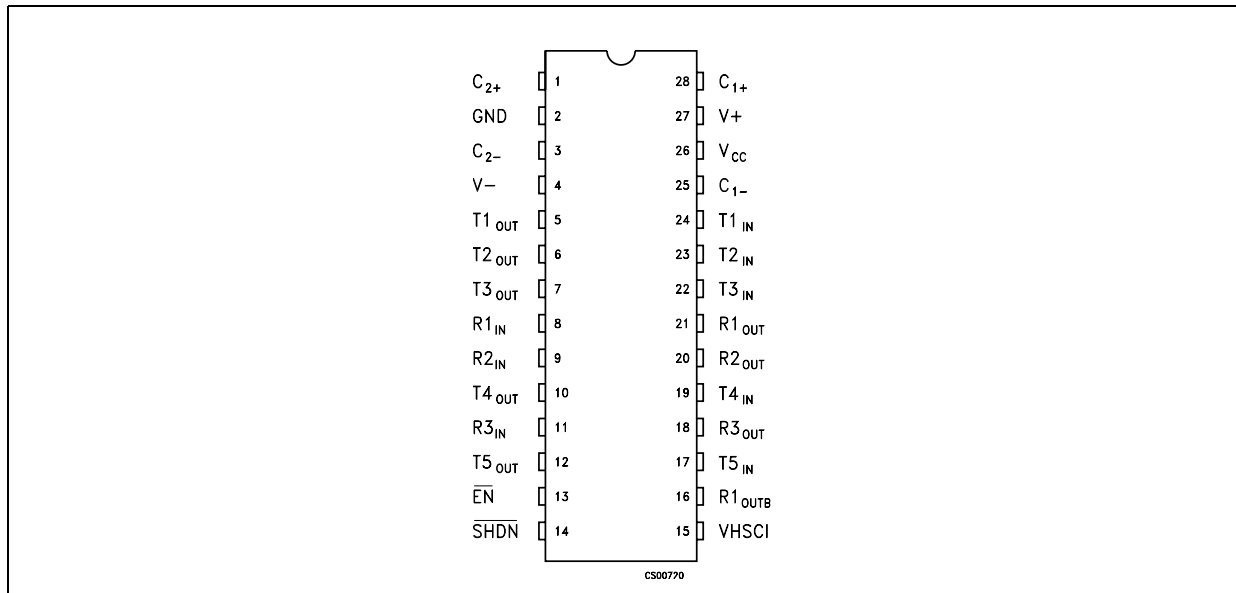 C2+ 1 28 C1+
GND 2 27 V+
C2- 3 26 VCC
V- 4 25 C1-
T1 OUT 5 24 T1 IN
T2 OUT 6 23 T2 IN
T3 OUT 7 22 T3 IN
R1IN 8 21 R1OUT
R2IN 9 20 R2OUT
T4 OUT 10 19 T4 IN
R3IN 11 18 R3OUT
T5 OUT 12 17 T5 IN
E̅N̅ 13 16 R1OUTB
S̅H̅D̅N̅ 14 15 VHSCI
CS00770